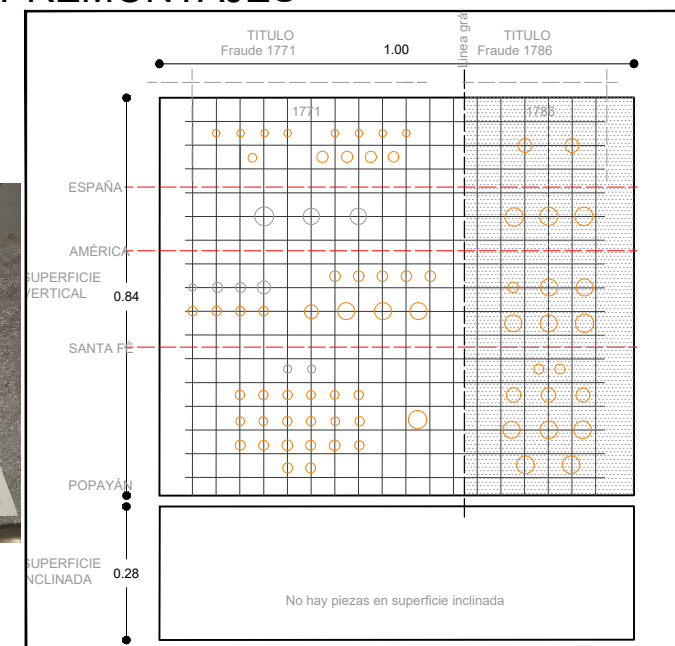 PREMONTAJES
TITULO
Fraude 1771
1.00
Línea grá
TITULO
Fraude 1786
1771
1786
ESPAÑA
AMÉRICA
SUPERFICIE
VERTICAL
0.84
SANTA FÉ
POPAYÁN
SUPERFICIE
INCLINADA
0.28
No hay piezas en superficie inclinada